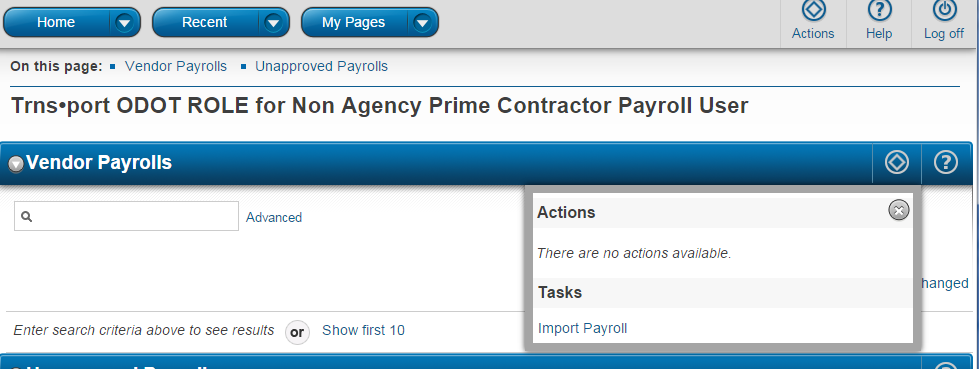 Home Recent My Pages
Actions Help Log off
On this page: Vendor Payrolls Unapproved Payrolls
Trns•port ODOT ROLE for Non Agency Prime Contractor Payroll User
Vendor Payrolls
Advanced
Actions
There are no actions available.
hanged
Tasks
Enter search criteria above to see results or Show first 10
Import Payroll